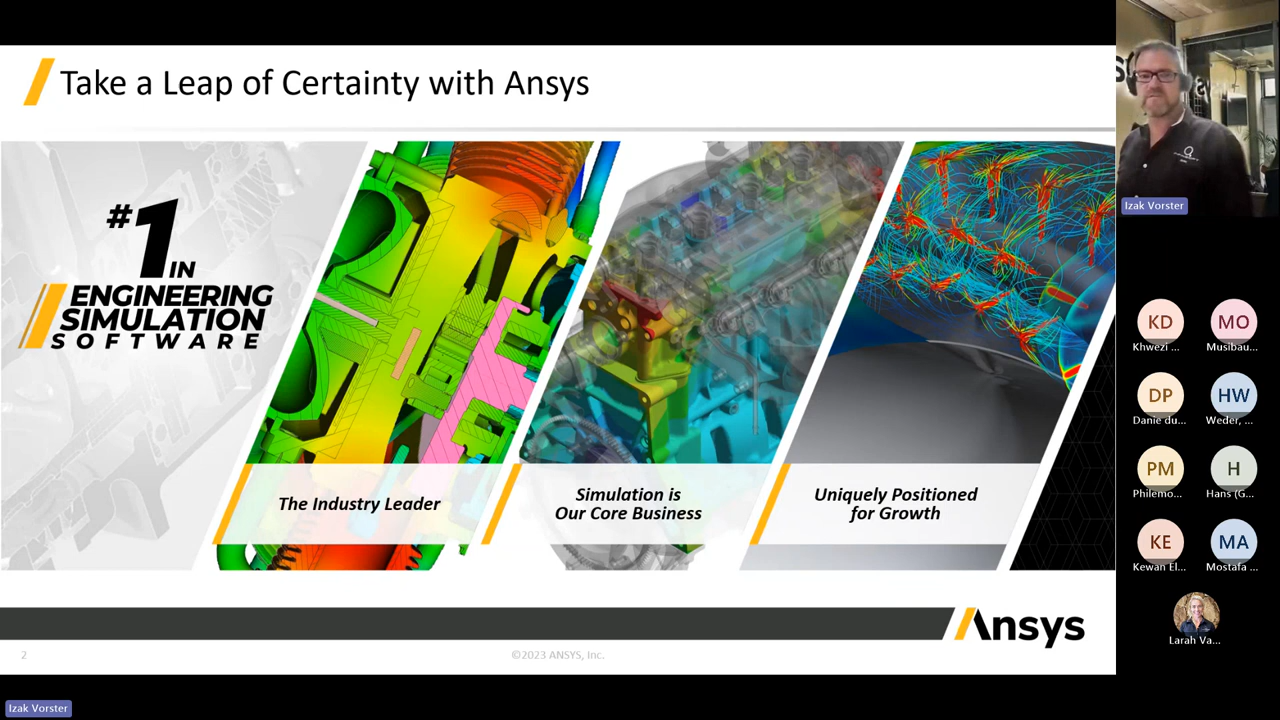 Take a Leap of Certainty with Ansys
#1 IN
ENGINEERING
SIMULATION
SOFTWARE
The Industry Leader
Simulation is
Our Core Business
Uniquely Positioned
for Growth
Ansys
2
©2023 ANSYS, Inc.
Izak Vorster
Izak Vorster
KD
MO
Khwezi ...
Musibau...
DP
HW
Danie du...
Weder, ...
PM
H
Philemo...
Hans (G...
KE
MA
Kewan El...
Mostafa ...
Larah Va...